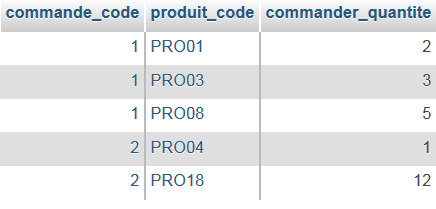 commande_code produit_code commander_quantite
1 PRO01 2
1 PRO03 3
1 PRO08 5
2 PRO04 1
2 PRO18 12